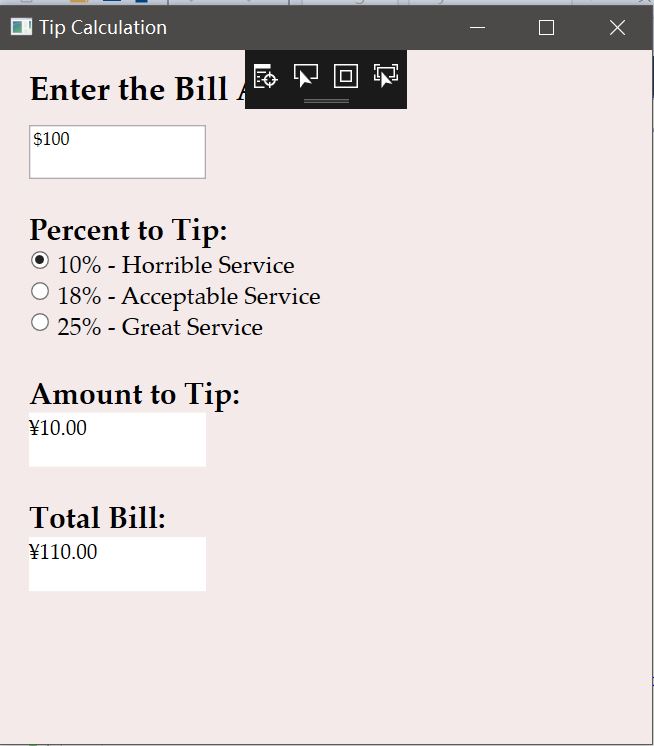 Tip Calculation
Enter the Bill
$100
Percent to Tip:
10% - Horrible Service
18% - Acceptable Service
25% - Great Service
Amount to Tip:
¥10.00
Total Bill:
¥110.00